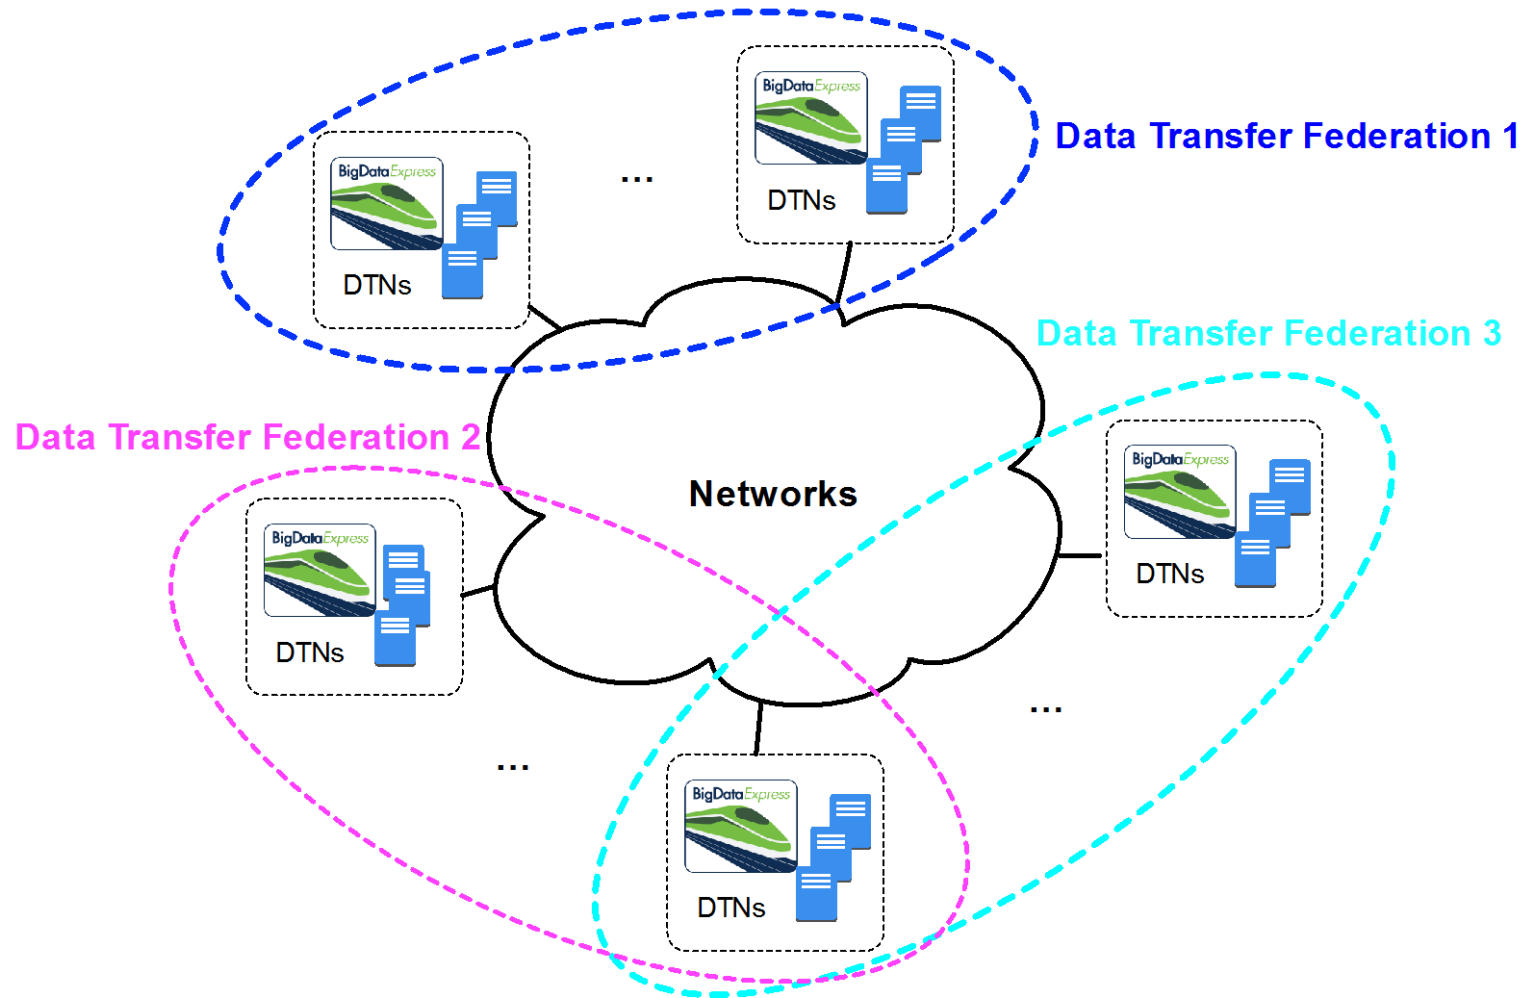 BigDataExpress
DTNs
...
BigDataExpress
DTNs
Data Transfer Federation 1
Data Transfer Federation 3
Data Transfer Federation 2
Networks
BigDataExpress
DTNs
BigDataExpress
DTNs
...
...
BigDataExpress
DTNs